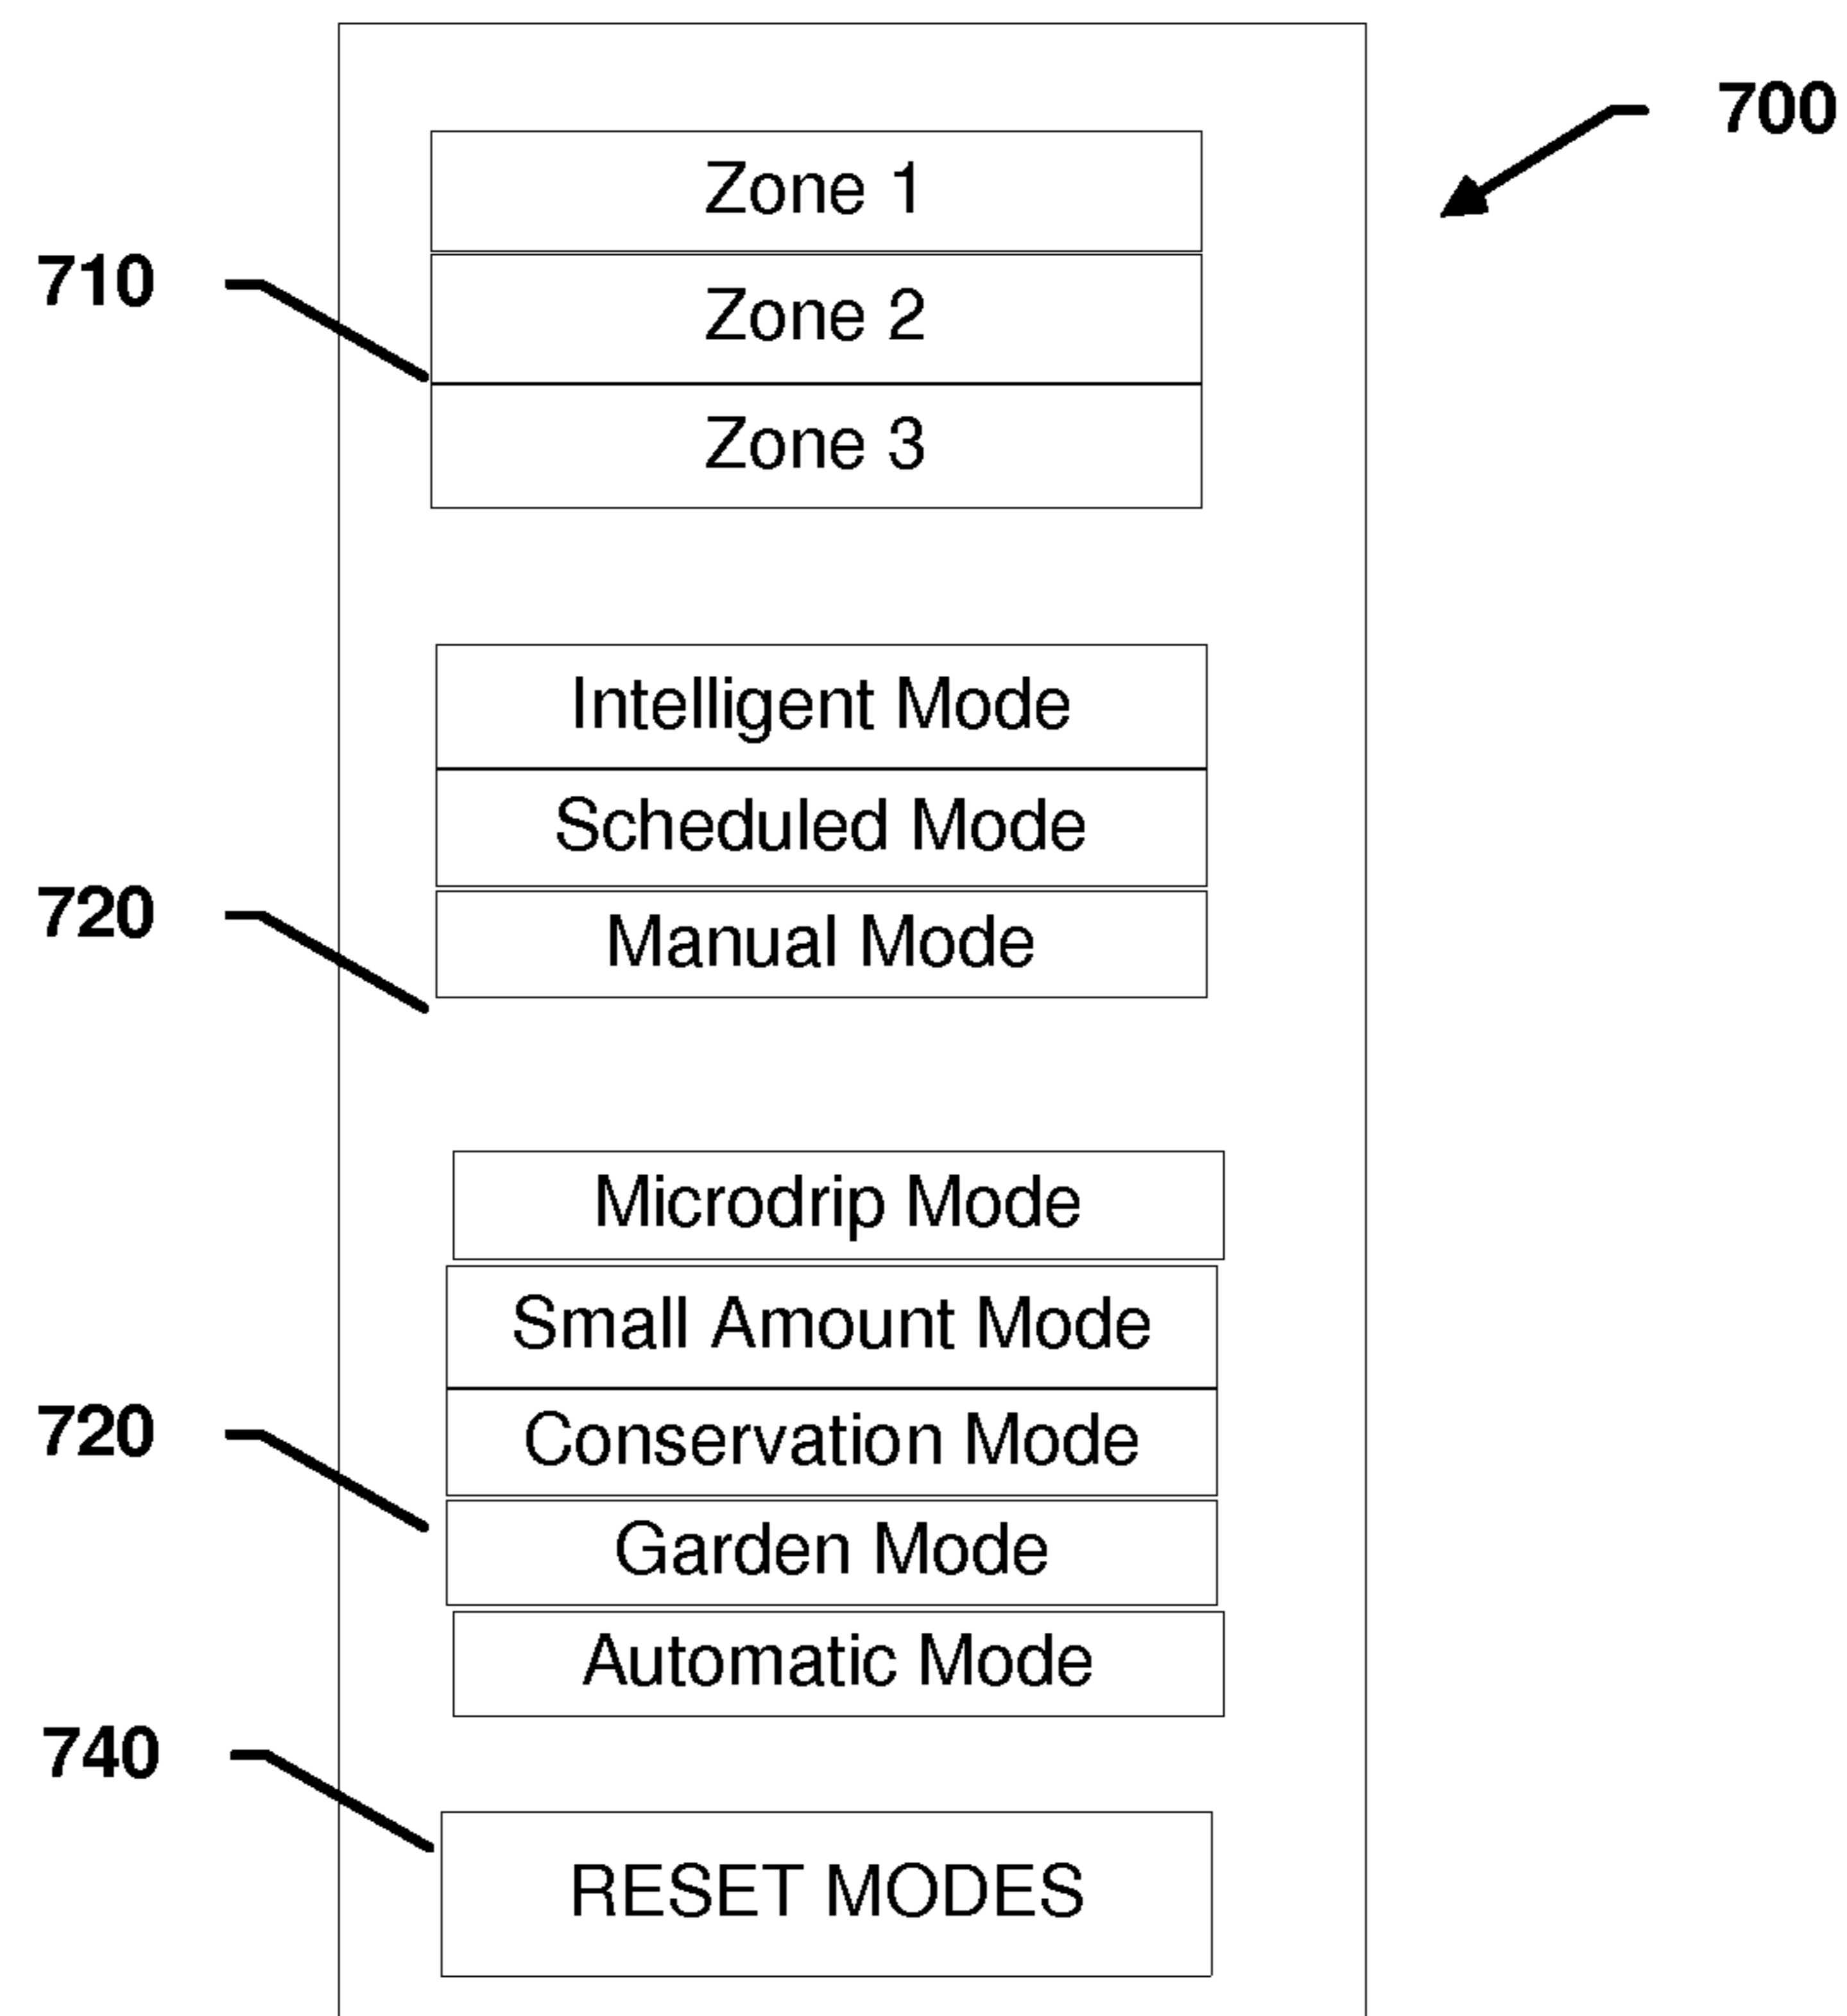 700
Zone 1
710
Zone 2
Zone 3
Intelligent Mode
Scheduled Mode
720
Manual Mode
Microdrip Mode
Small Amount Mode
720
Conservation Mode
Garden Mode
Automatic Mode
740
RESET MODES